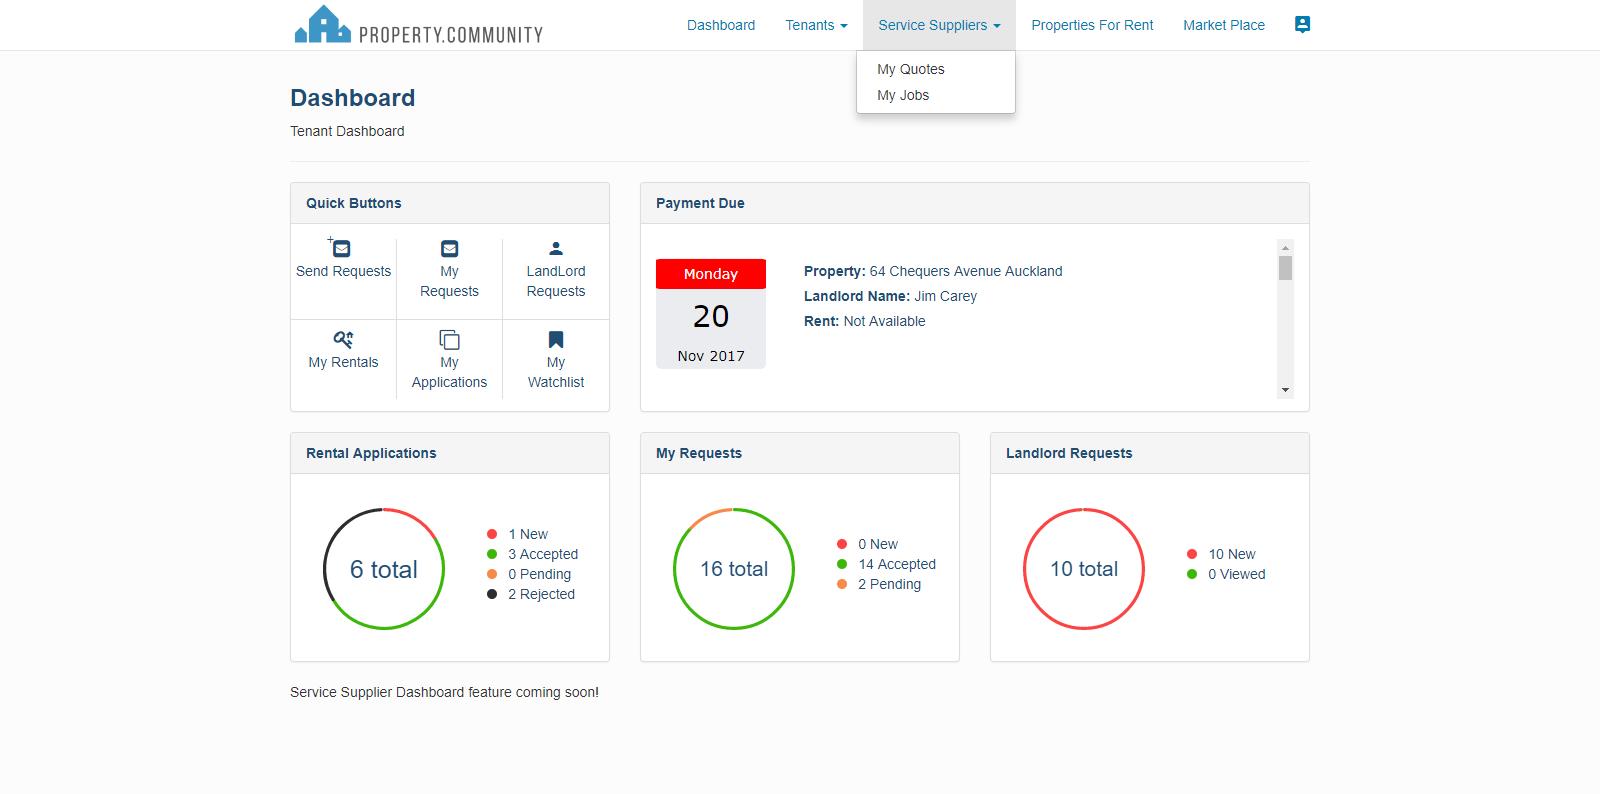 PROPERTY.COMMUNITY
Dashboard Tenants Service Suppliers Properties For Rent Market Place
My Quotes
My Jobs
Dashboard
Tenant Dashboard
Quick Buttons
Send Requests
My
Requests
LandLord
Requests
My Rentals
My
Applications
My
Watchlist
Payment Due
Monday
20
Nov 2017
Property: 64 Chequers Avenue Auckland
Landlord Name: Jim Carey
Rent: Not Available
Rental Applications
6 total
1 New
3 Accepted
0 Pending
2 Rejected
My Requests
16 total
0 New
14 Accepted
2 Pending
Landlord Requests
10 total
10 New
0 Viewed
Service Supplier Dashboard feature coming soon!